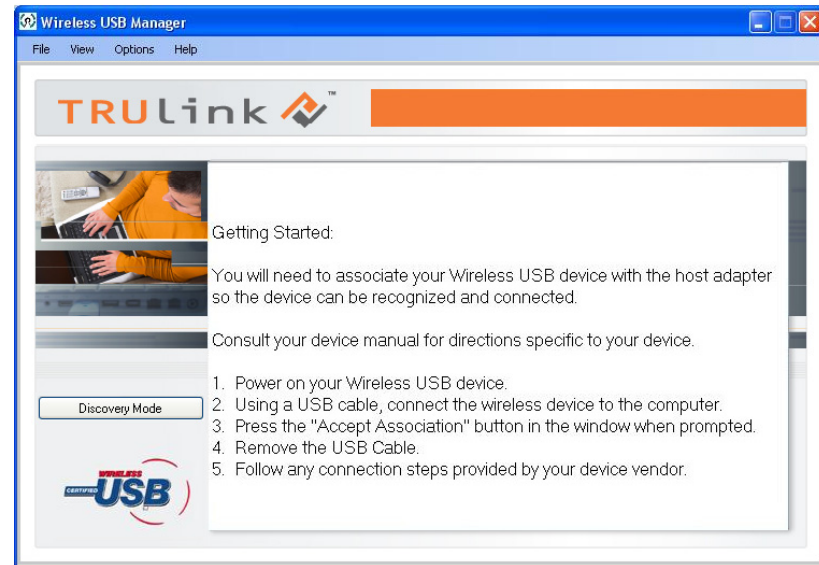 Wireless USB Manager
File View Options Help
TRULink ™
Getting Started:
You will need to associate your Wireless USB device with the host adapter
so the device can be recognized and connected.
Consult your device manual for directions specific to your device.
1. Power on your Wireless USB device.
2. Using a USB cable, connect the wireless device to the computer.
3. Press the "Accept Association" button in the window when prompted.
4. Remove the USB Cable.
5. Follow any connection steps provided by your device vendor.
Discovery Mode
WIRELESS
CERTIFIED USB